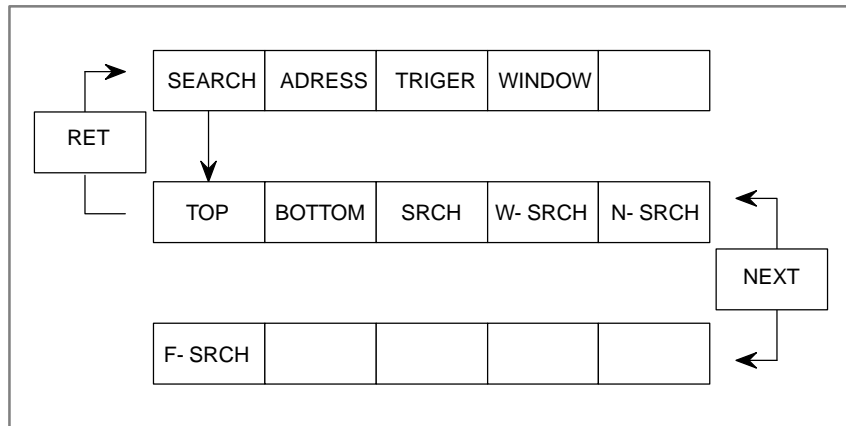 SEARCH ADRESS TRIGER WINDOW
RET
TOP BOTTOM SRCH W- SRCH N- SRCH
NEXT
F- SRCH